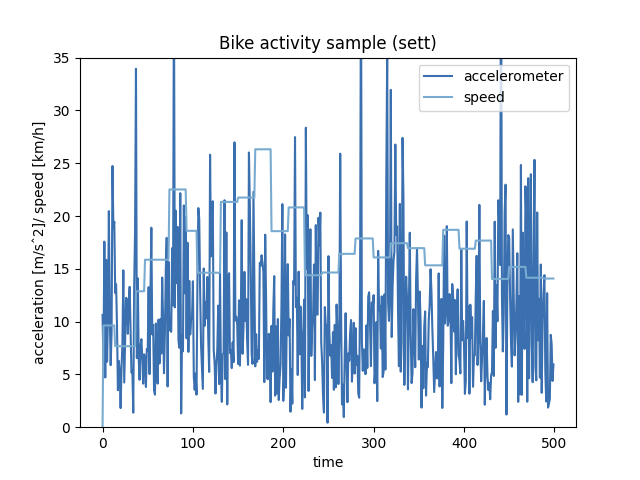 Bike activity sample (sett)
accelerometer
speed
acceleration [m/s^2]/ speed [km/h]
35
30
25
20
15
10
5
0
0 100 200 300 400 500
time